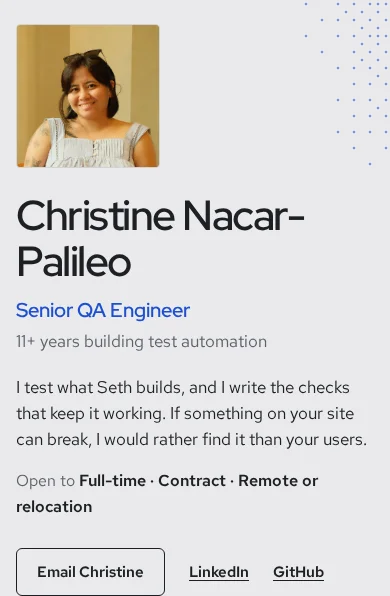 Christine Nacar-
Palileo
Senior QA Engineer
11+ years building test automation
I test what Seth builds, and I write the checks
that keep it working. If something on your site
can break, I would rather find it than your users.
Open to Full-time · Contract · Remote or
relocation
Email Christine LinkedIn GitHub